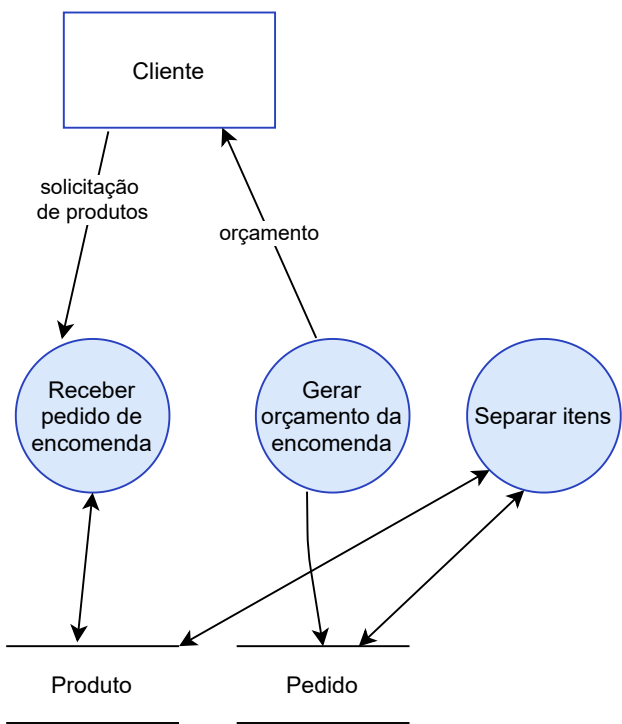 Cliente
solicitação
de produtos
orçamento
Receber
pedido de
encomenda
Gerar
orçamento da
encomenda
Separar itens
Produto
Pedido